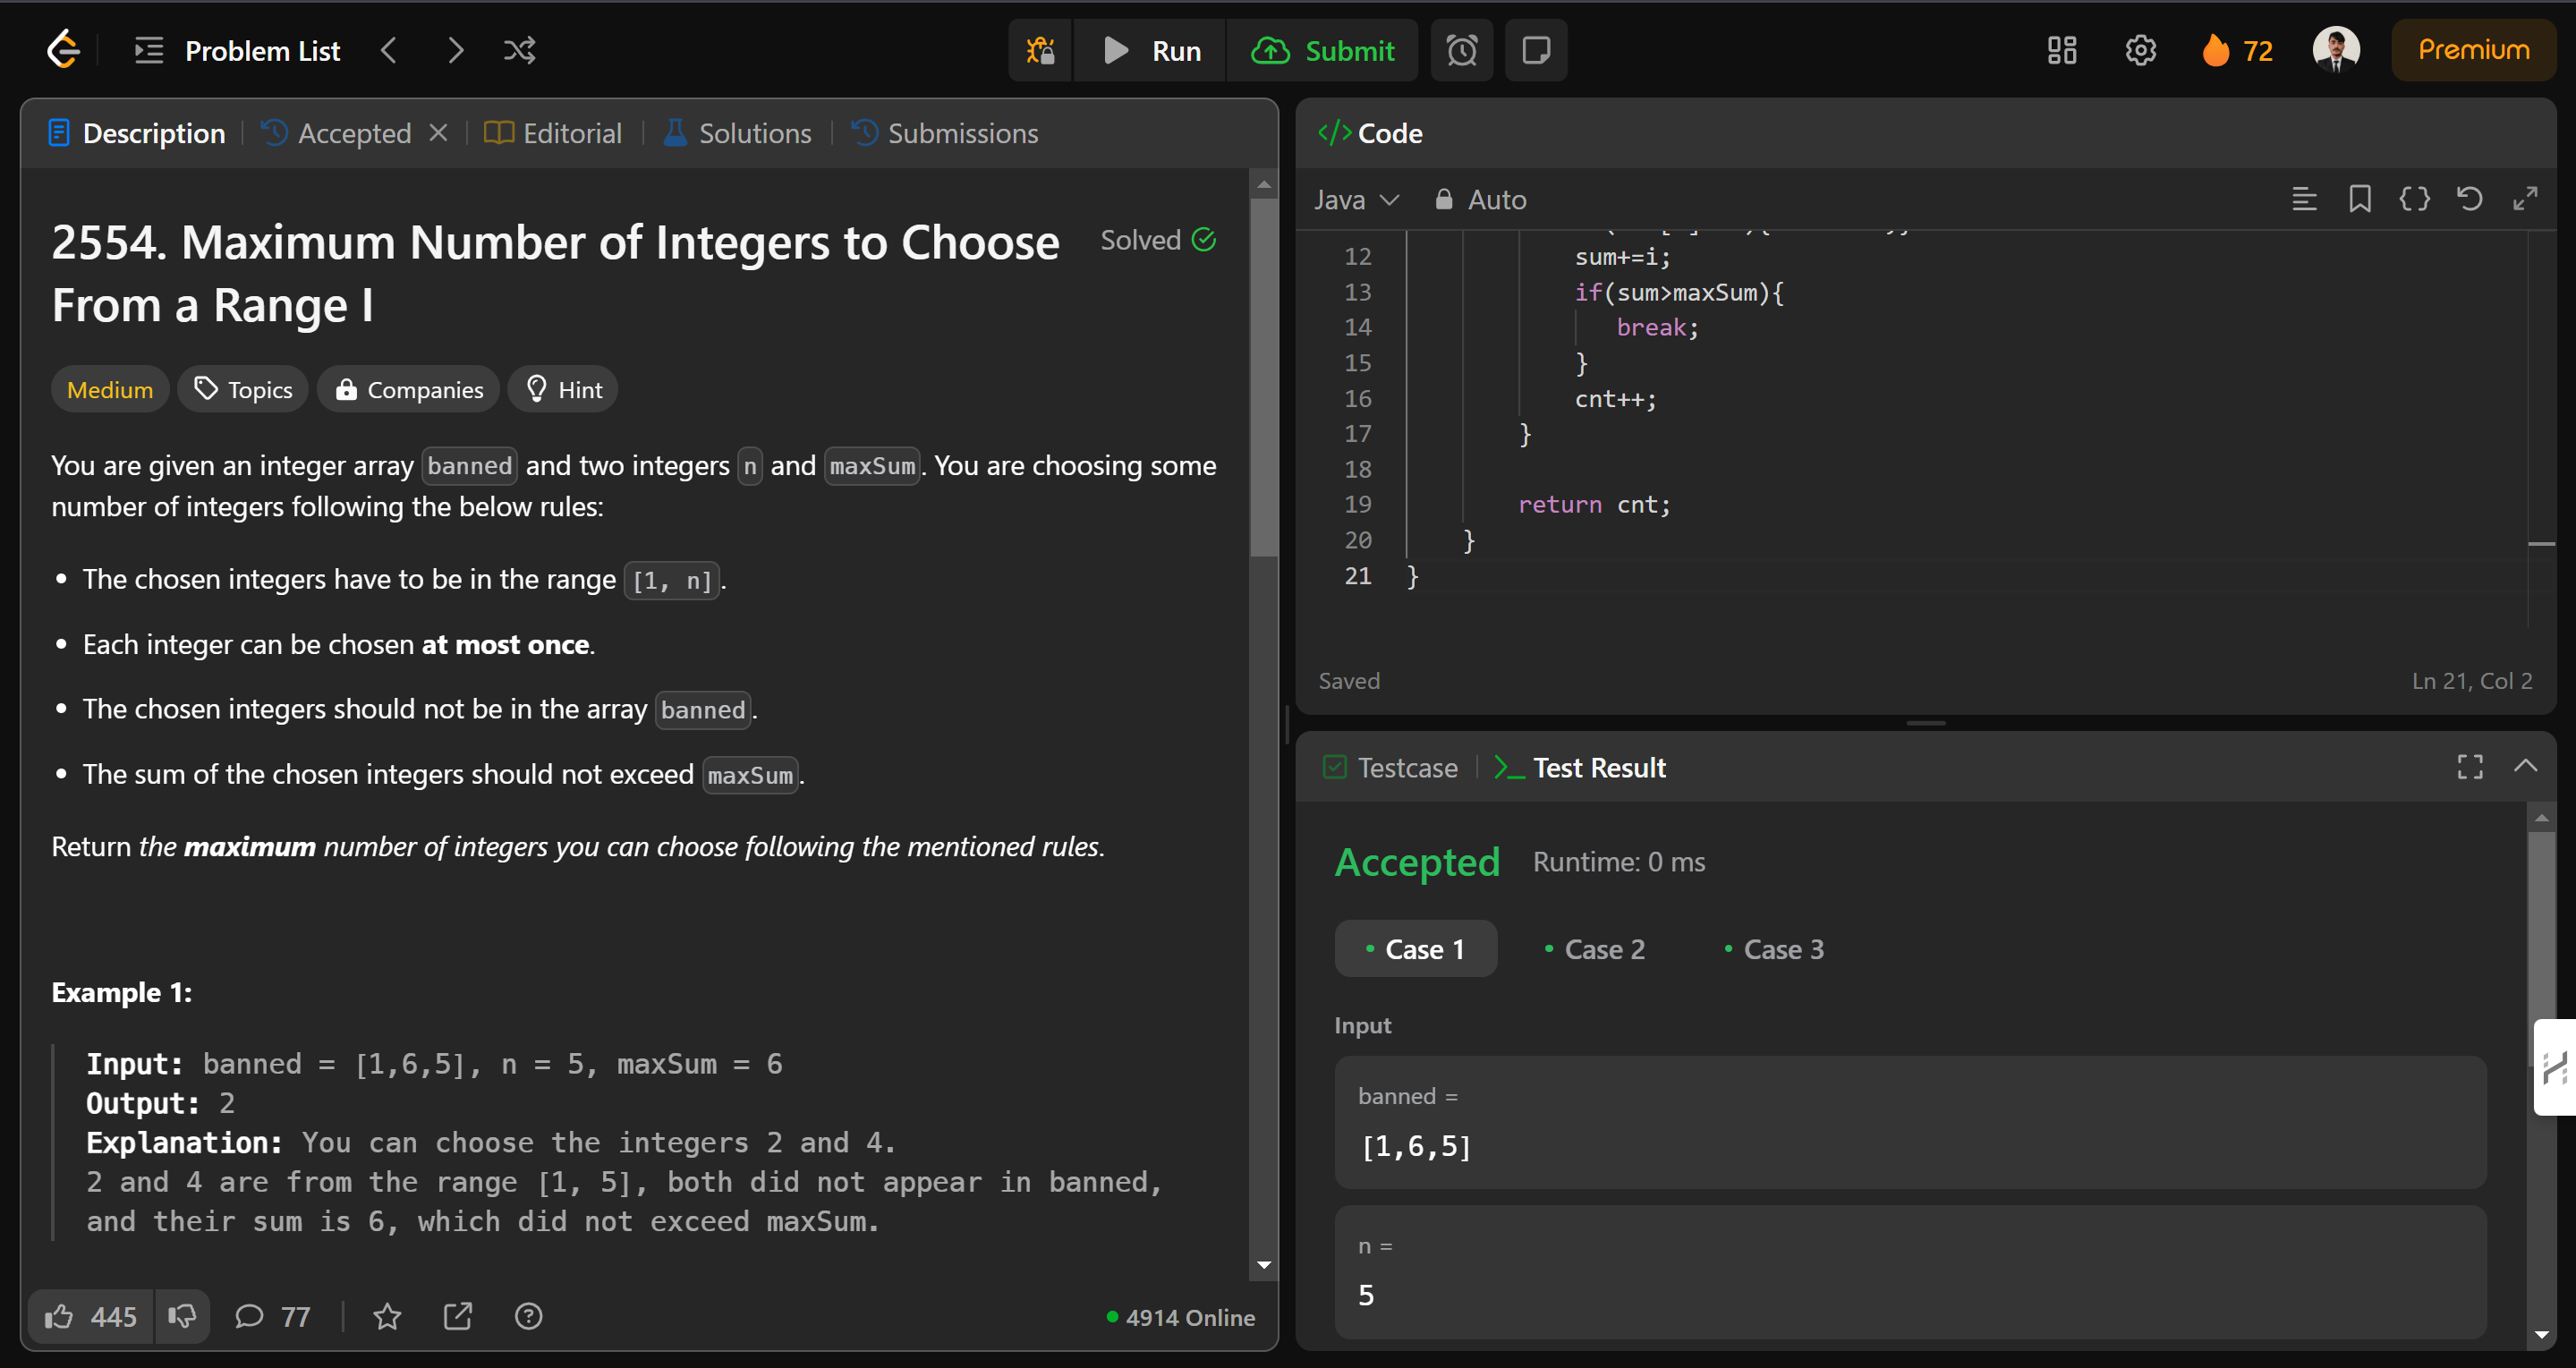 Problem List
Run
Submit
72
Premium
Description
Accepted
Editorial
Solutions
Submissions
2554. Maximum Number of Integers to Choose
From a Range I
Solved
Medium
Topics
Companies
Hint
You are given an integer array banned and two integers n and maxSum. You are choosing some
number of integers following the below rules:
• The chosen integers have to be in the range [1, n].
• Each integer can be chosen at most once.
• The chosen integers should not be in the array banned.
• The sum of the chosen integers should not exceed maxSum.
Return the maximum number of integers you can choose following the mentioned rules.
Example 1:
Input: banned = [1,6,5], n = 5, maxSum = 6
Output: 2
Explanation: You can choose the integers 2 and 4.
2 and 4 are from the range [1, 5], both did not appear in banned,
and their sum is 6, which did not exceed maxSum.
445
77
4914 Online
</> Code
Java
Auto
12 sum+=i;
13 if(sum>maxSum){
14 break;
15 }
16 cnt++;
17 }
18
19 return cnt;
20 }
21 }
Saved
Ln 21, Col 2
Testcase
Test Result
Accepted
Runtime: 0 ms
• Case 1
• Case 2
• Case 3
Input
banned =
[1,6,5]
n =
5